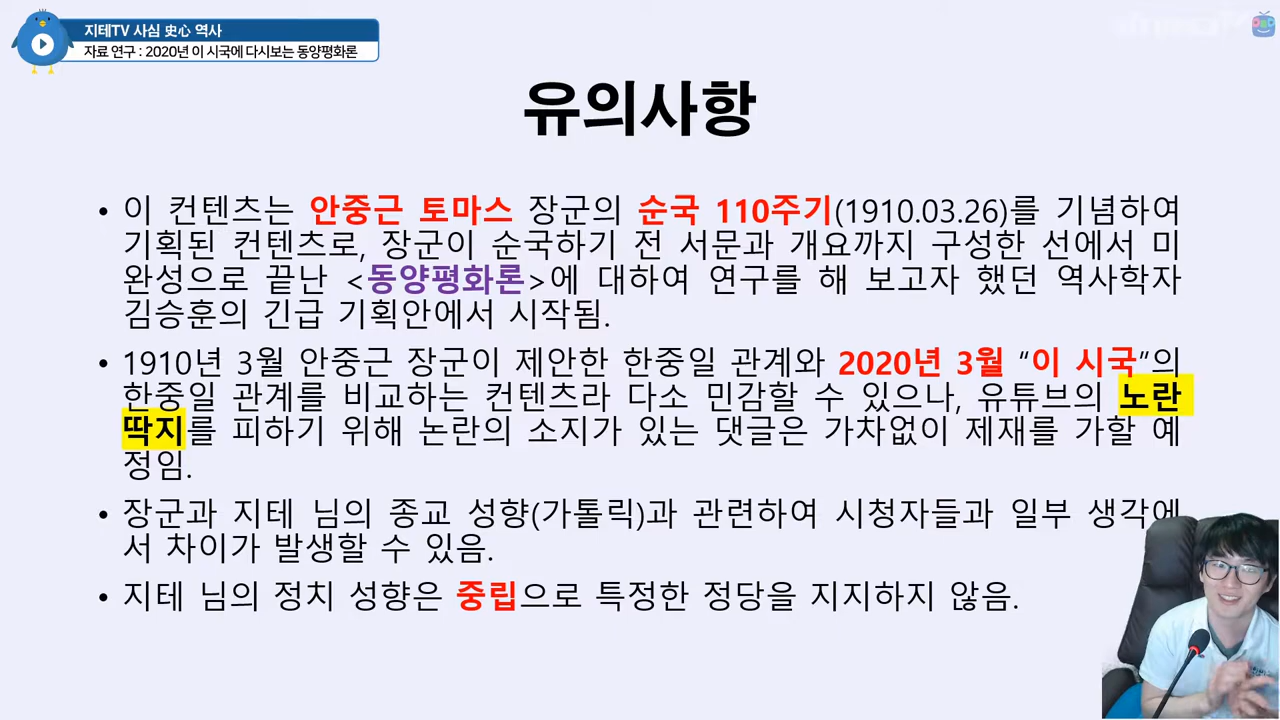 지테TV 사심 史心 역사
자료 연구 : 2020년 이 시국에 다시보는 동양평화론
유의사항
• 이 컨텐츠는 안중근 토마스 장군의 순국 110주기(1910.03.26)를 기념하여
기획된 컨텐츠로, 장군이 순국하기 전 서문과 개요까지 구성한 선에서 미
완성으로 끝난 <동양평화론>에 대하여 연구를 해 보고자 했던 역사학자
김승훈의 긴급 기획안에서 시작됨.
• 1910년 3월 안중근 장군이 제안한 한중일 관계와 2020년 3월 “이 시국”의
한중일 관계를 비교하는 컨텐츠라 다소 민감할 수 있으나, 유튜브의 노란
딱지를 피하기 위해 논란의 소지가 있는 댓글은 가차없이 제재를 가할 예
정임.
• 장군과 지테 님의 종교 성향(가톨릭)과 관련하여 시청자들과 일부 생각에
서 차이가 발생할 수 있음.
• 지테 님의 정치 성향은 중립으로 특정한 정당을 지지하지 않음.